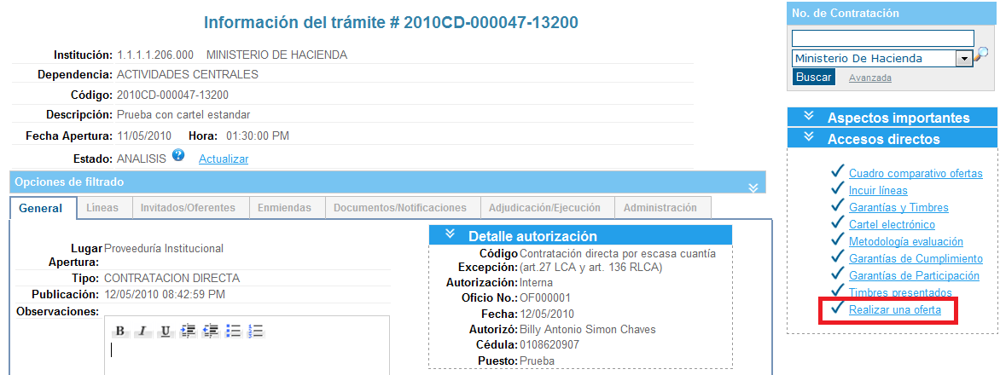 Información del trámite # 2010CD-000047-13200
Institución: 1.1.1.1.206.000 MINISTERIO DE HACIENDA
Dependencia: ACTIVIDADES CENTRALES
Código: 2010CD-000047-13200
Descripción: Prueba con cartel estandar
Fecha Apertura: 11/05/2010 Hora: 01:30:00 PM
Estado: ANALISIS ? Actualizar
Opciones de filtrado
General Líneas Invitados/Oferentes Enmiendas Documentos/Notificaciones Adjudicación/Ejecución Administración
Lugar Apertura: Proveeduría Institucional
Tipo: CONTRATACION DIRECTA
Publicación: 12/05/2010 08:42:59 PM
Observaciones:
B I U
Detalle autorización
Código Excepción: Contratación directa por escasa cuantía
(art.27 LCA y art. 136 RLCA)
Autorización: Interna
Oficio No.: OF000001
Fecha: 12/05/2010
Autorizó: Billy Antonio Simon Chaves
Cédula: 0108620907
Puesto: Prueba
No. de Contratación
Ministerio De Hacienda
Buscar Avanzada
Aspectos importantes
Accesos directos
Cuadro comparativo ofertas
Incuir líneas
Garantías y Timbres
Cartel electrónico
Metodología evaluación
Garantías de Cumplimiento
Garantías de Participación
Timbres presentados
Realizar una oferta